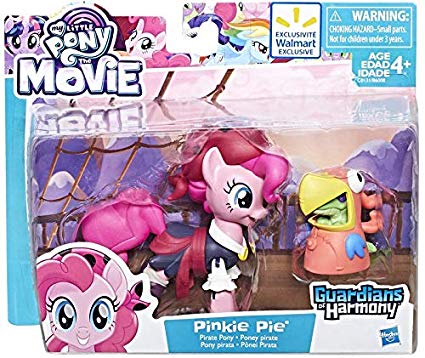 my LITTLE
PONY
THE
MOVIE
EXCLUSIVITÉ
Walmart
EXCLUSIVE
WARNING:
CHOKING HAZARD–Small parts.
Not for children under 3 years.
AGE
EDAD
IDADE
4+
Guardians
of Harmony
Pinkie Pie
Pirate Pony • Poney pirate
Pony pirata • Pônei Pirata
Hasbro